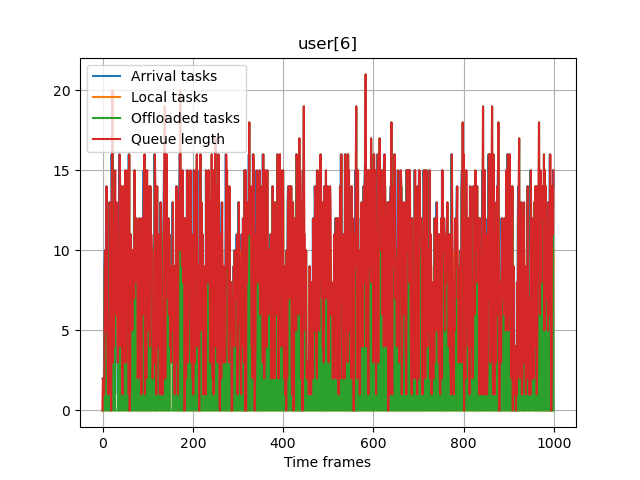 user[6]
Arrival tasks
Local tasks
Offloaded tasks
Queue length
20
15
10
5
0
0 200 400 600 800 1000
Time frames